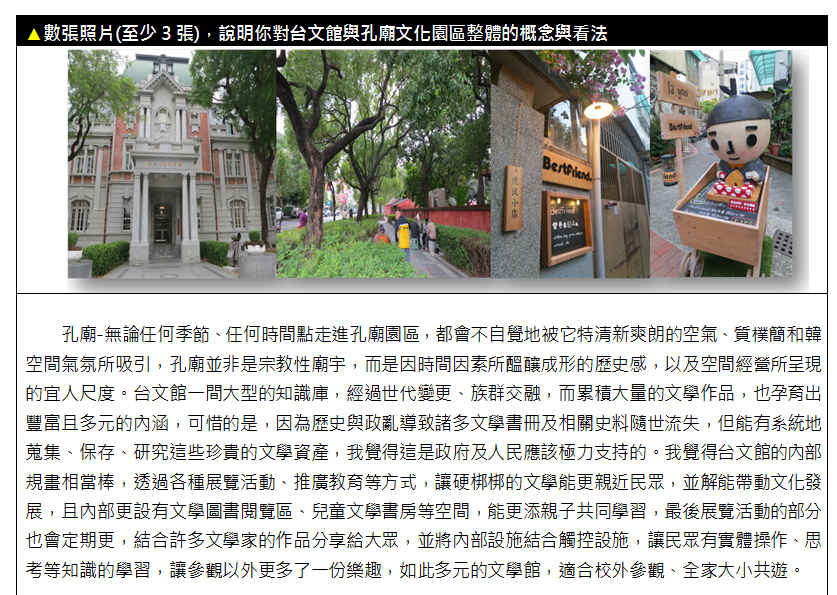 ▲數張照片(至少 3 張)，說明你對台文館與孔廟文化園區整體的概念與看法
庶民小店
Bestfriend.
Bestfriend
la yoo
Bestfriend
孔廟-無論任何季節、任何時間點走進孔廟園區，都會不自覺地被它特清新爽朗的空氣、質樸簡和韓
空間氣氛所吸引，孔廟並非是宗教性廟宇，而是因時間因素所醞釀成形的歷史感，以及空間經營所呈現
的宜人尺度。台文館一間大型的知識庫，經過世代變更、族群交融，而累積大量的文學作品，也孕育出
豐富且多元的內涵，可惜的是，因為歷史與政亂導致諸多文學書冊及相關史料隨世流失，但能有系統地
蒐集、保存、研究這些珍貴的文學資產，我覺得這是政府及人民應該極力支持的。我覺得台文館的內部
規畫相當棒，透過各種展覽活動、推廣教育等方式，讓硬梆梆的文學能更親近民眾，並解能帶動文化發
展，且內部更設有文學圖書閱覽區、兒童文學書房等空間，能更添親子共同學習，最後展覽活動的部分
也會定期更，結合許多文學家的作品分享給大眾，並將內部設施結合觸控設施，讓民眾有實體操作、思
考等知識的學習，讓參觀以外更多了一份樂趣，如此多元的文學館，適合校外參觀、全家大小共遊。